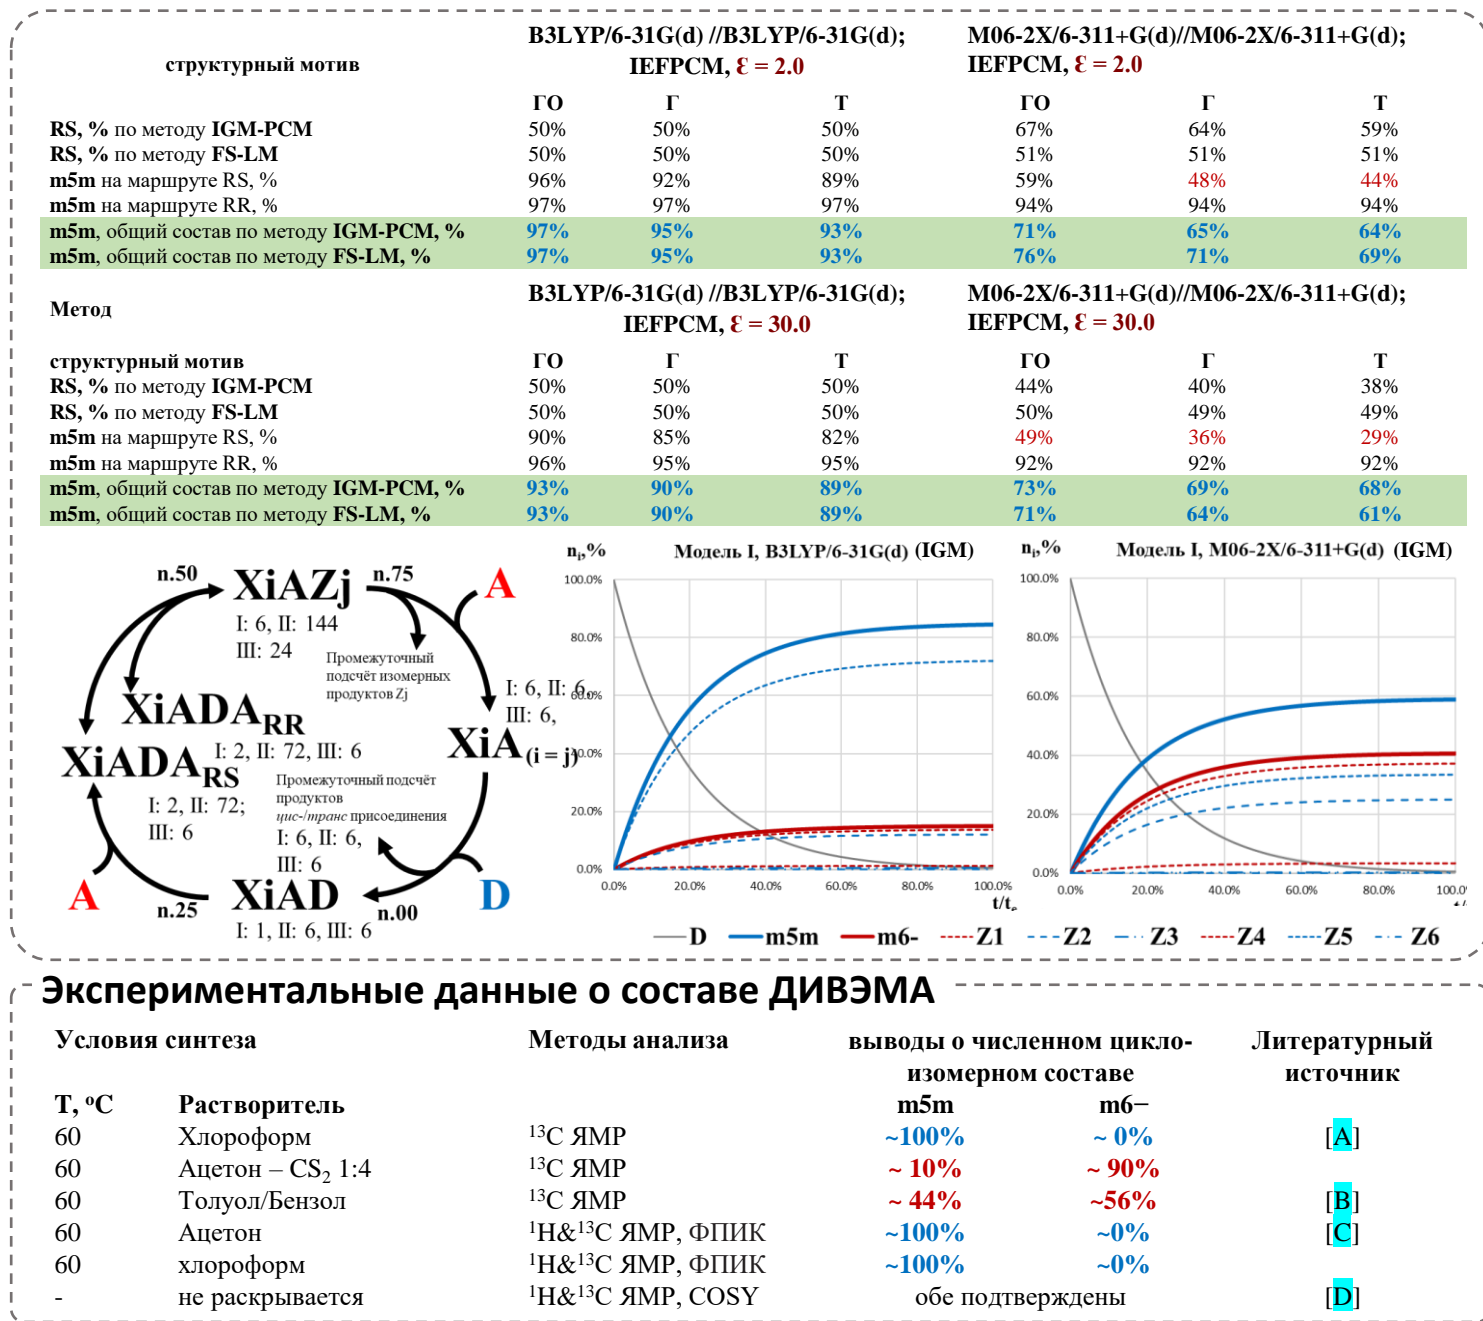 B3LYP/6-31G(d) //B3LYP/6-31G(d); M06-2X/6-311+G(d)//M06-2X/6-311+G(d);
структурный мотив IEFPCM, Ɛ = 2.0 IEFPCM, Ɛ = 2.0
ГО Г Т ГО Г Т
RS, % по методу IGM-PCM 50% 50% 50% 67% 64% 59%
RS, % по методу FS-LM 50% 50% 50% 51% 51% 51%
m5m на маршруте RS, % 96% 92% 89% 59% 48% 44%
m5m на маршруте RR, % 97% 97% 97% 94% 94% 94%
m5m, общий состав по методу IGM-PCM, % 97% 95% 93% 71% 65% 64%
m5m, общий состав по методу FS-LM, % 97% 95% 93% 76% 71% 69%
Метод B3LYP/6-31G(d) //B3LYP/6-31G(d); M06-2X/6-311+G(d)//M06-2X/6-311+G(d);
IEFPCM, Ɛ = 30.0 IEFPCM, Ɛ = 30.0
структурный мотив ГО Г Т ГО Г Т
RS, % по методу IGM-PCM 50% 50% 50% 44% 40% 38%
RS, % по методу FS-LM 50% 50% 50% 50% 49% 49%
m5m на маршруте RS, % 90% 85% 82% 49% 36% 29%
m5m на маршруте RR, % 96% 95% 95% 92% 92% 92%
m5m, общий состав по методу IGM-PCM, % 93% 90% 89% 73% 69% 68%
m5m, общий состав по методу FS-LM, % 93% 90% 89% 71% 64% 61%
n.50 XiAZj n.75 A
I: 6, II: 144
III: 24
Промежуточный
подсчёт изомерных
продуктов Zj
I: 6, II: 6,
III: 6,
XiADARR
I: 2, II: 72, III: 6
XiA(i = j)
XiADARS
I: 2, II: 72;
III: 6
Промежуточный подсчёт
продуктов
цис-/транс присоединения
I: 6, II: 6,
III: 6
A n.25 XiAD n.00 D
I: 1, II: 6, III: 6
ni,% Модель I, B3LYP/6-31G(d) (IGM)
100.0%
80.0%
60.0%
40.0%
20.0%
0.0%
0.0% 20.0% 40.0% 60.0% 80.0% 100.0%
t/te
ni,% Модель I, M06-2X/6-311+G(d) (IGM)
100.0%
80.0%
60.0%
40.0%
20.0%
0.0%
0.0% 20.0% 40.0% 60.0% 80.0% 100.
t/
D m5m m6- Z1 Z2 Z3 Z4 Z5 Z6
Экспериментальные данные о составе ДИВЭМА
Условия синтеза Методы анализа выводы о численном цикло- Литературный
изомерном составе источник
T, оС Растворитель m5m m6−
60 Хлороформ 13С ЯМР ~100% ~ 0% [A]
60 Ацетон – CS2 1:4 13С ЯМР ~ 10% ~ 90%
60 Толуол/Бензол 13С ЯМР ~ 44% ~56% [B]
60 Ацетон 1H&13С ЯМР, ФПИК ~100% ~0% [C]
60 хлороформ 1H&13С ЯМР, ФПИК ~100% ~0%
- не раскрывается 1H&13С ЯМР, COSY обе подтверждены [D]